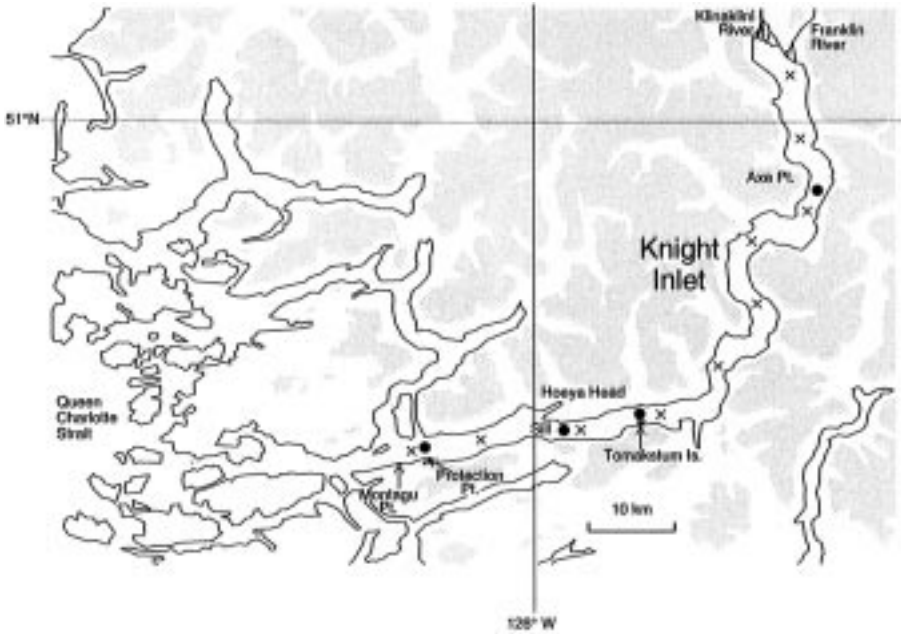 Klinaklini
River
Franklin
River
51°N
Axe Pt.
Knight
Inlet
Hoeya Head
Queen
Charlotte
Strait
Sill
Tomakstum Is.
Protection
Pt.
Montagu
Pt.
10 km
126° W